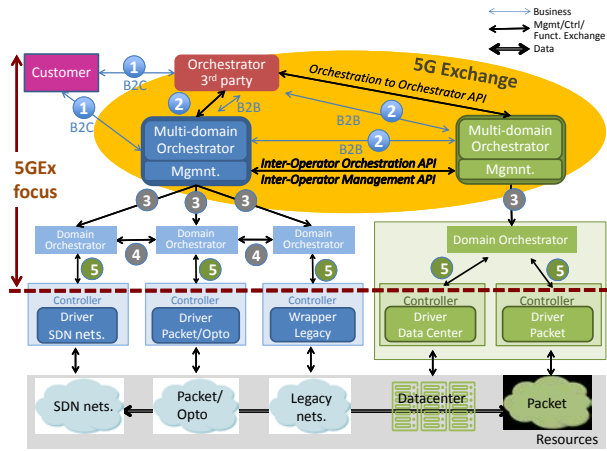 Business
Mgmt/Ctrl/
Funct. Exchange
Data
Customer
1
B2C
Orchestrator
3rd party
5G Exchange
Orchestration to Orchestrator API
1
B2C
2
B2B
2
B2B
2
B2B
Multi-domain
Orchestrator
Mgmnt.
Inter-Operator Orchestration API
Inter-Operator Management API
Multi-domain
Orchestrator
Mgmnt.
5GEx
focus
3
3
3
3
Domain
Orchestrator
4
Domain
Orchestrator
4
Domain
Orchestrator
Domain Orchestrator
5
5
5
5
5
Controller
Driver
SDN nets.
Controller
Driver
Packet/Opto
Controller
Wrapper
Legacy
Controller
Driver
Data Center
Controller
Driver
Packet
SDN nets.
Packet/
Opto
Legacy
nets.
Datacenter
Packet
Resources